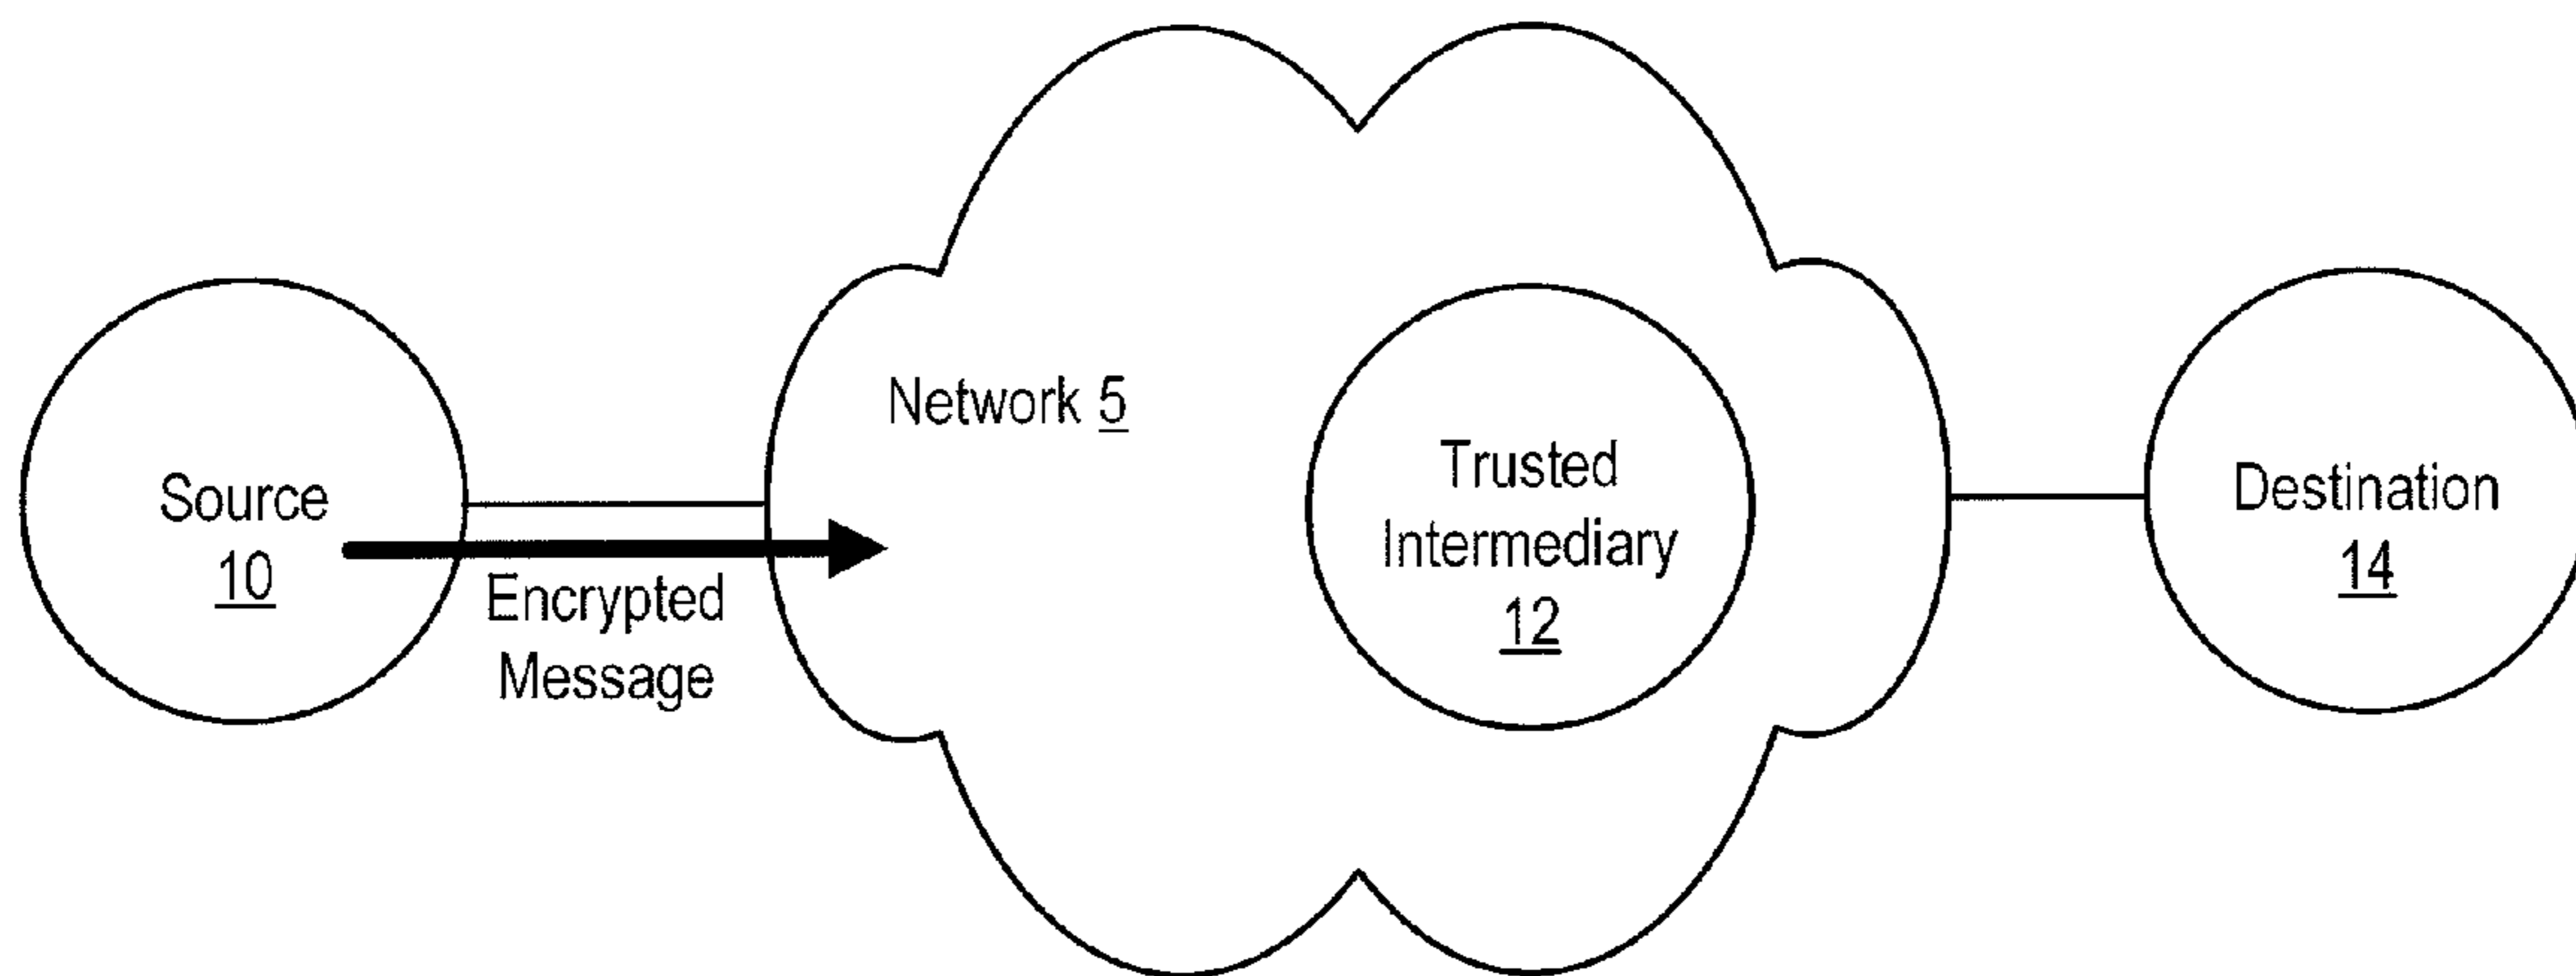 Source
10
Encrypted
Message
Network 5
Trusted
Intermediary
12
Destination
14